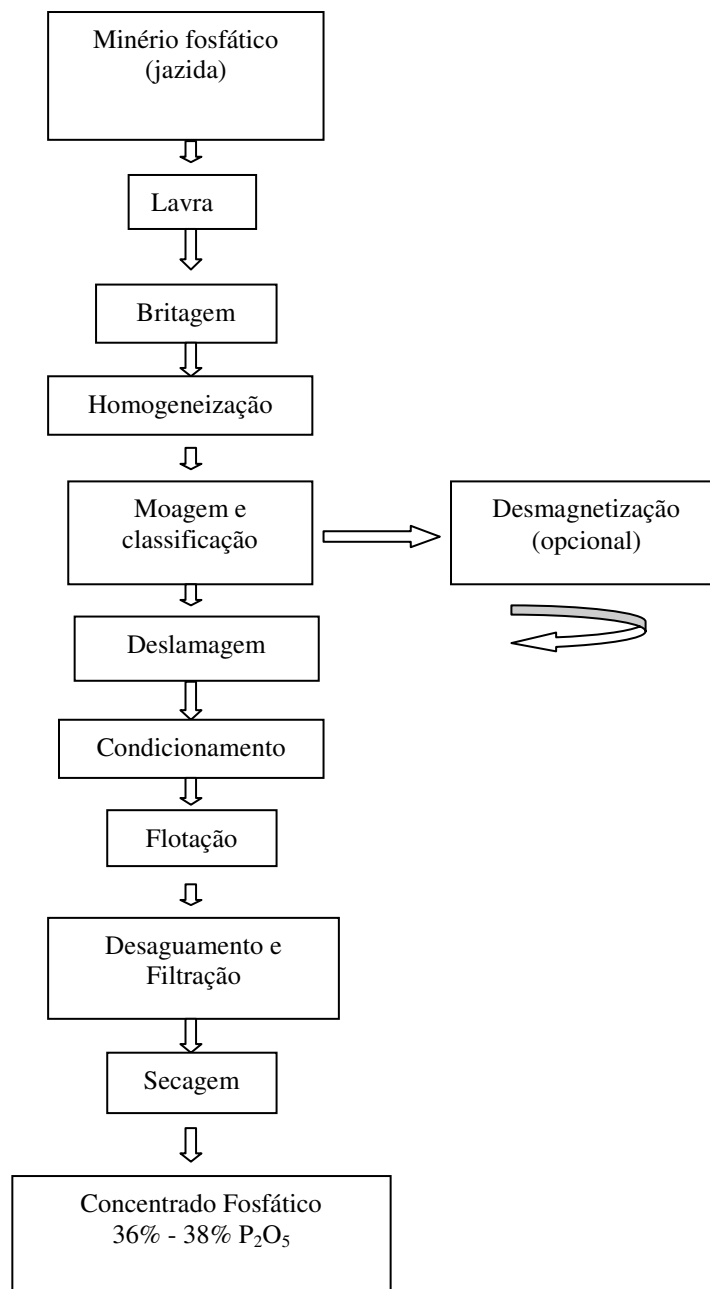 Minério fosfático
(jazida)
Lavra
Britagem
Homogeneização
Moagem e
classificação
Desmagnetização
(opcional)
Deslamagem
Condicionamento
Flotação
Desaguamento e
Filtração
Secagem
Concentrado Fosfático
36% - 38% P₂O₅